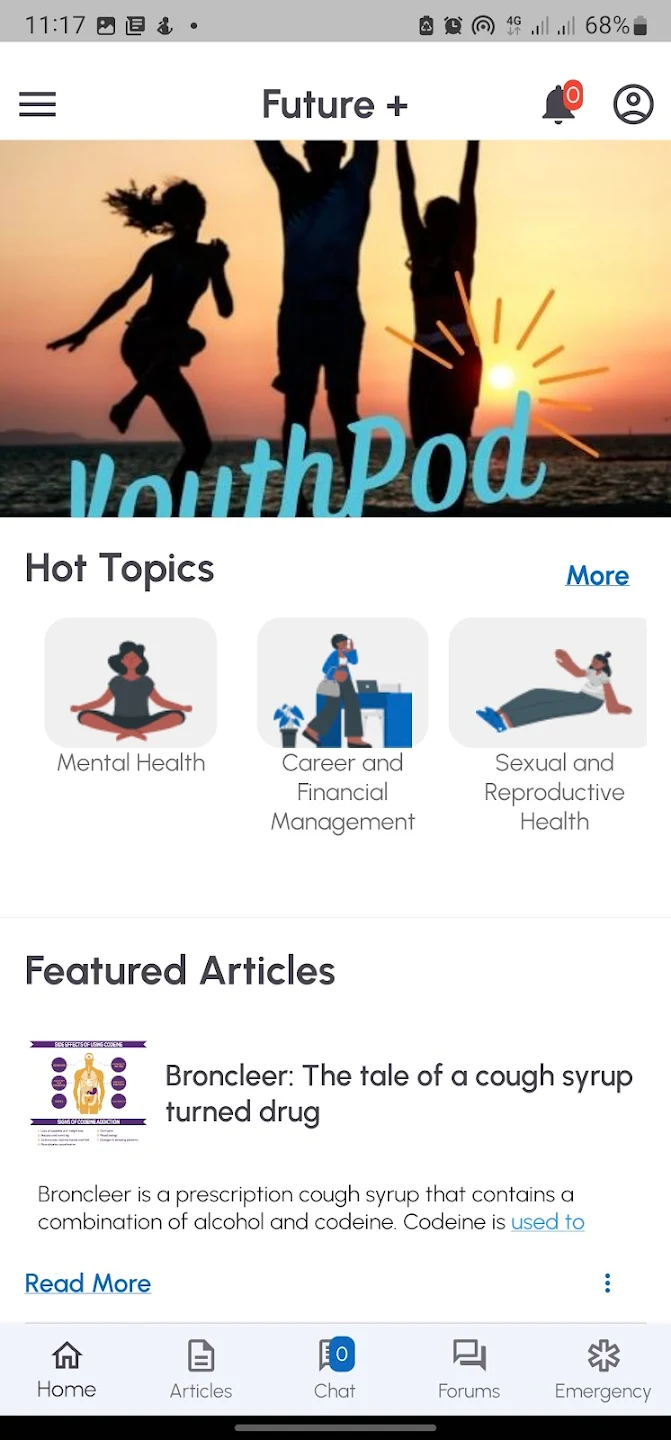 11:17
4G
68%
Future +
0
YouthPod
Hot Topics
More
Mental Health
Career and
Financial
Management
Sexual and
Reproductive
Health
Featured Articles
SIDE EFFECTS OF USING CODEINE
SIGNS OF CODEINE ADDICTION
Broncleer: The tale of a cough syrup
turned drug
Broncleer is a prescription cough syrup that contains a
combination of alcohol and codeine. Codeine is used to
Read More
0
Home
Articles
Chat
Forums
Emergency